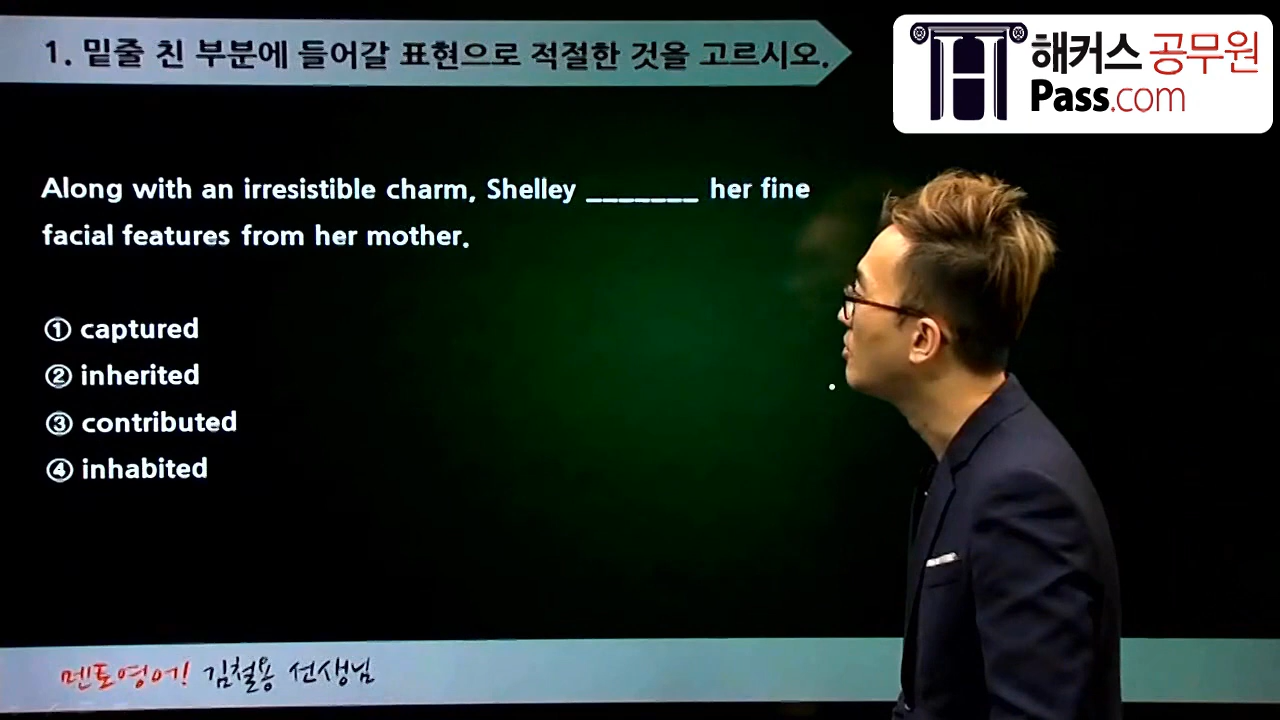 1. 밑줄 친 부분에 들어갈 표현으로 적절한 것을 고르시오.
해커스 공무원
Pass.com
Along with an irresistible charm, Shelley _______ her fine
facial features from her mother.
① captured
② inherited
③ contributed
④ inhabited
멘토영어! 김철용 선생님